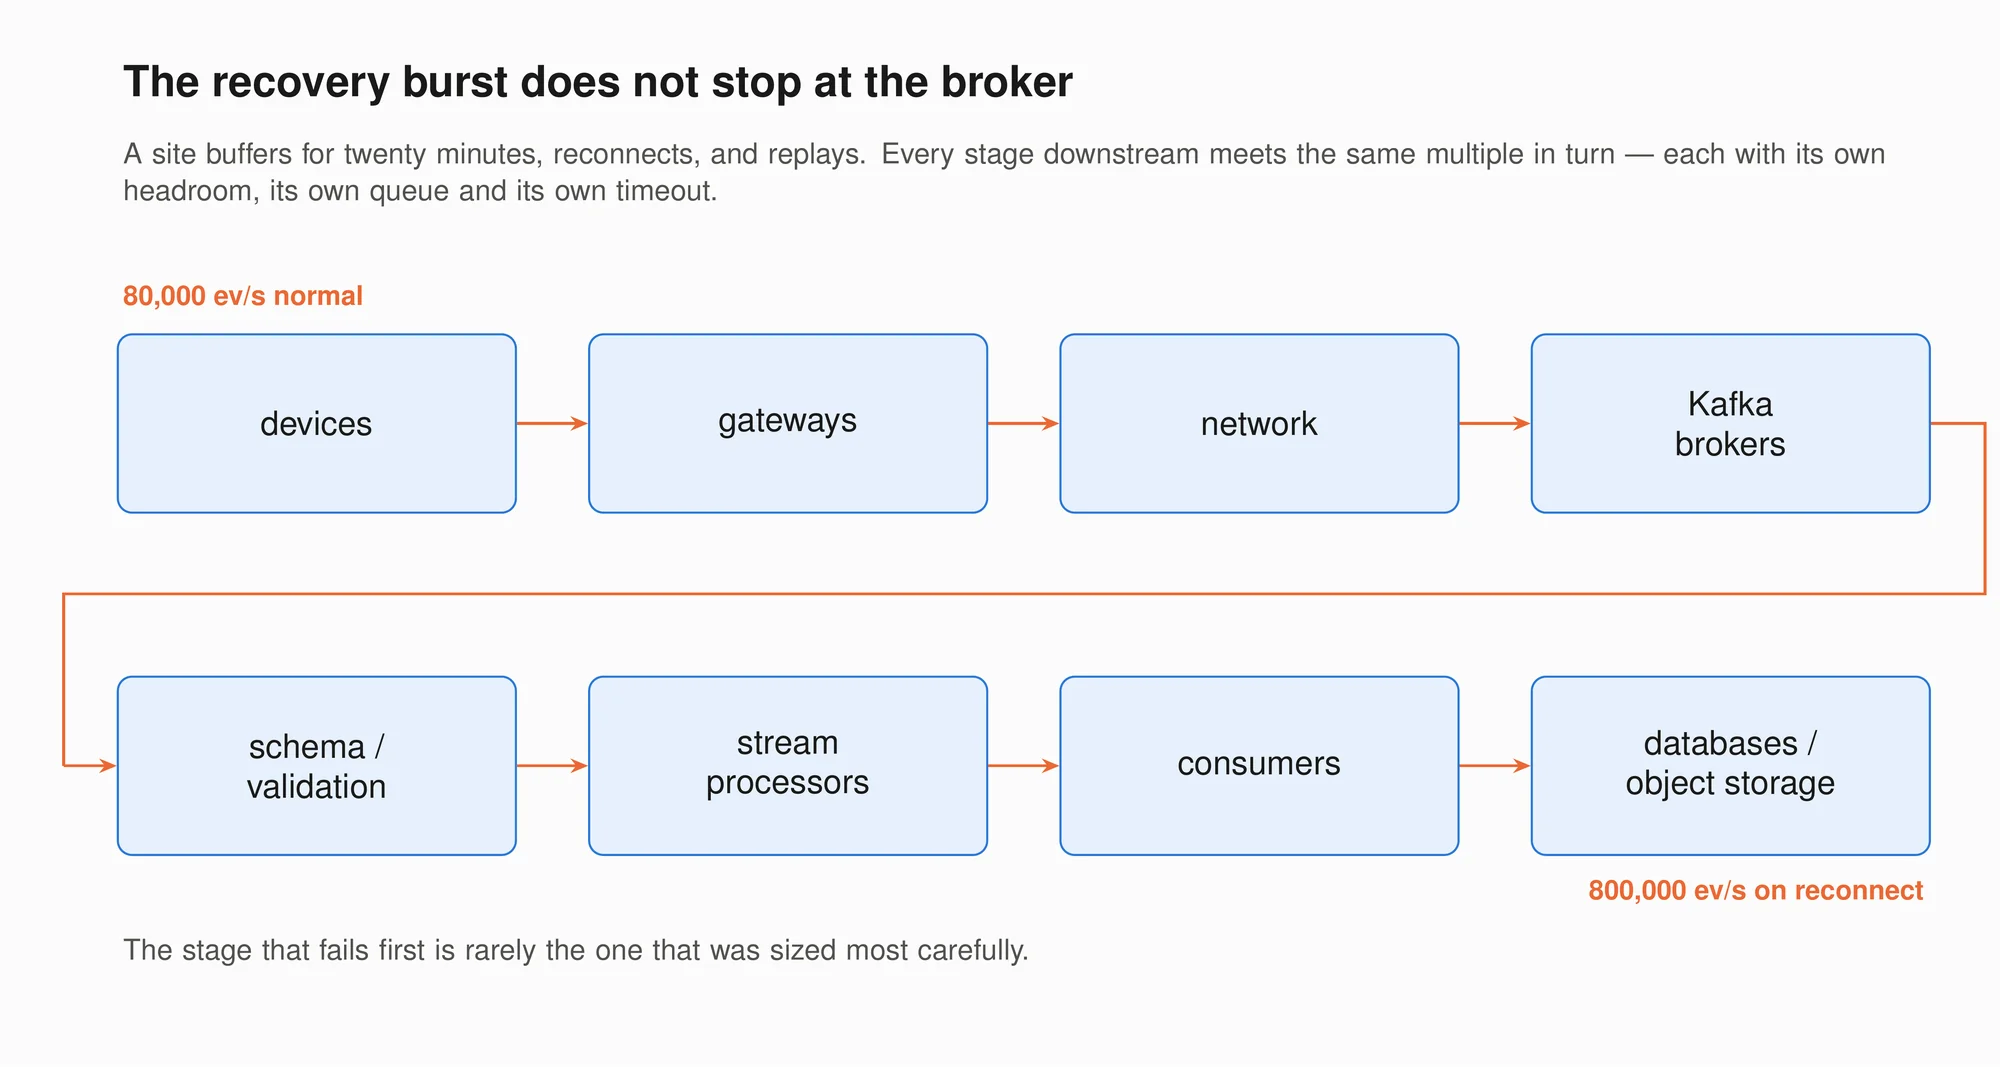 The recovery burst does not stop at the broker
A site buffers for twenty minutes, reconnects, and replays. Every stage downstream meets the same multiple in turn — each with its own
headroom, its own queue and its own timeout.
80,000 ev/s normal
devices
gateways
network
Kafka
brokers
schema /
validation
stream
processors
consumers
databases /
object storage
800,000 ev/s on reconnect
The stage that fails first is rarely the one that was sized most carefully.